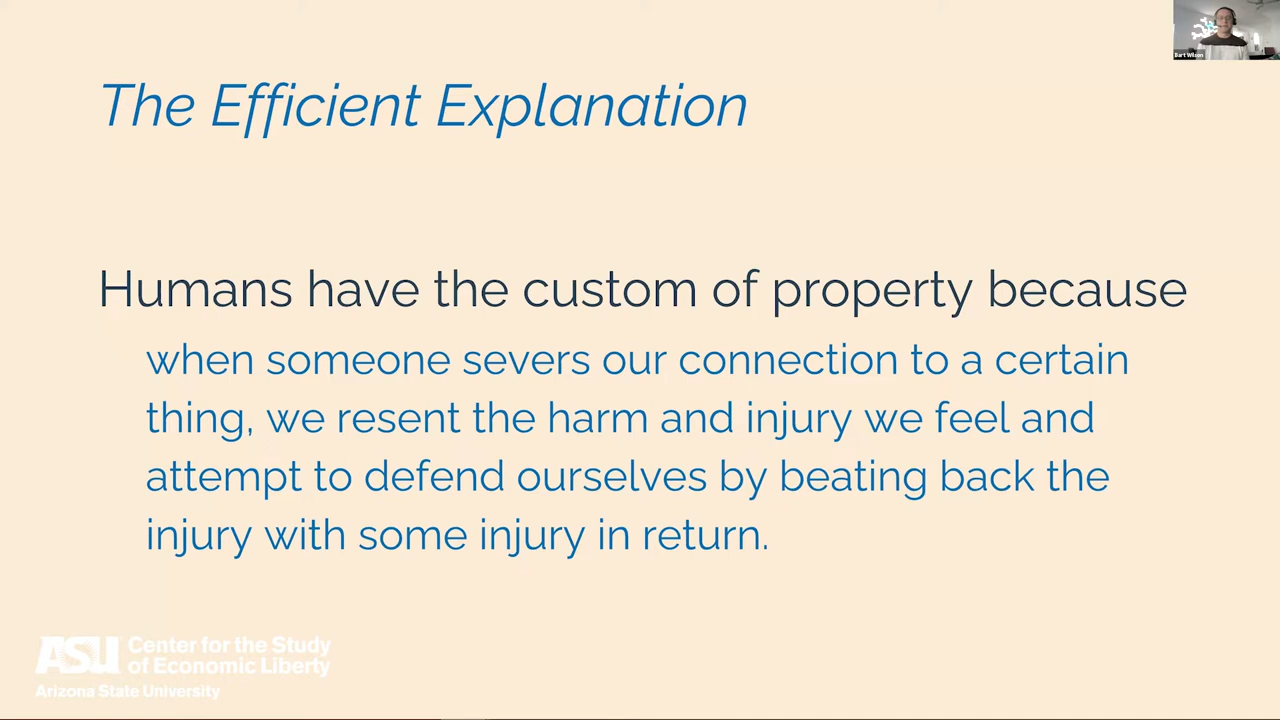 Bart Wilson
The Efficient Explanation
Humans have the custom of property because
when someone severs our connection to a certain
thing, we resent the harm and injury we feel and
attempt to defend ourselves by beating back the
injury with some injury in return.
ASU Center for the Study
of Economic Liberty
Arizona State University